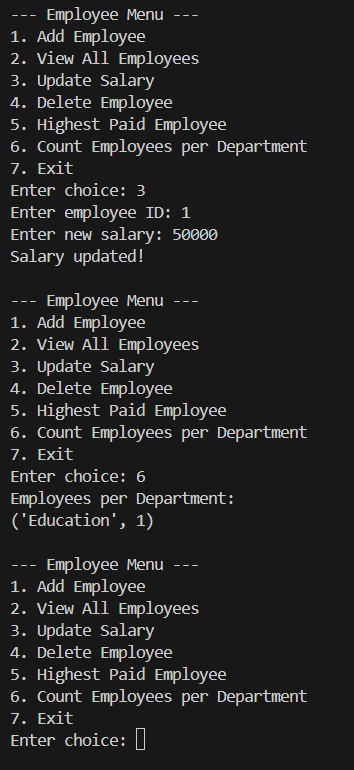 --- Employee Menu ---
1. Add Employee
2. View All Employees
3. Update Salary
4. Delete Employee
5. Highest Paid Employee
6. Count Employees per Department
7. Exit
Enter choice: 3
Enter employee ID: 1
Enter new salary: 50000
Salary updated!

--- Employee Menu ---
1. Add Employee
2. View All Employees
3. Update Salary
4. Delete Employee
5. Highest Paid Employee
6. Count Employees per Department
7. Exit
Enter choice: 6
Employees per Department:
('Education', 1)

--- Employee Menu ---
1. Add Employee
2. View All Employees
3. Update Salary
4. Delete Employee
5. Highest Paid Employee
6. Count Employees per Department
7. Exit
Enter choice: